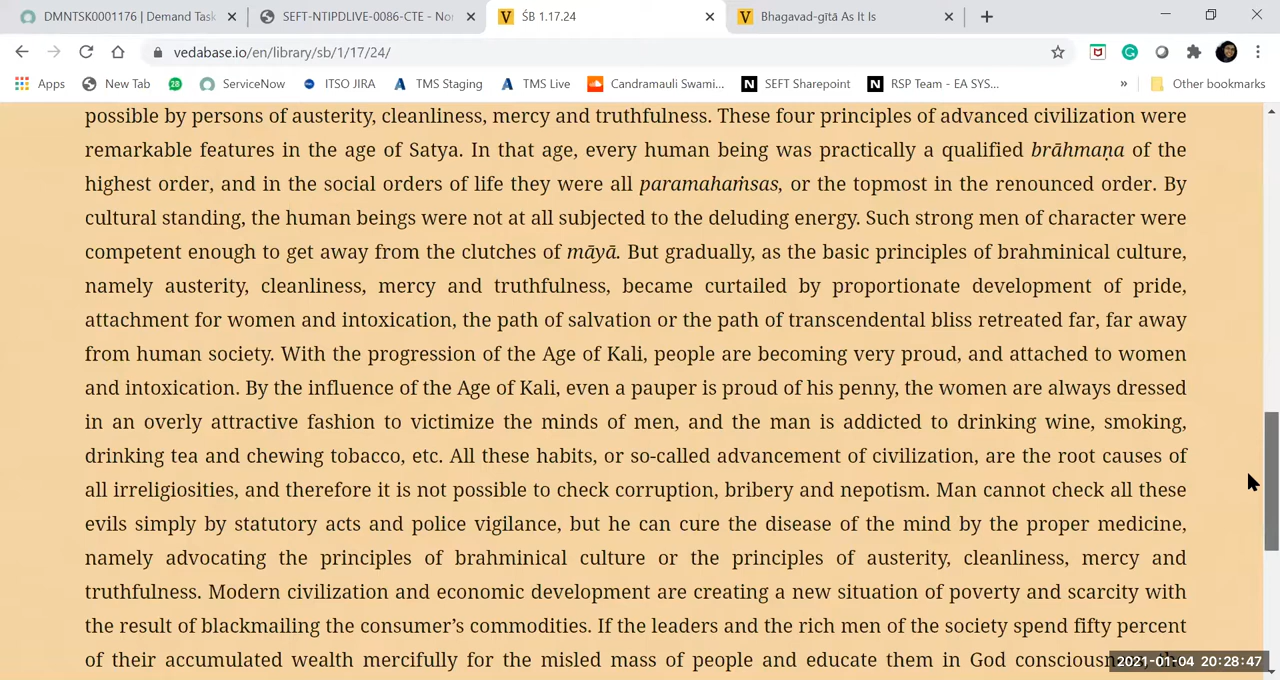 DMNTSK0001176 | Demand Task
SEFT-NTIPDLIVE-0086-CTE - Nor
ŚB 1.17.24
Bhagavad-gītā As It Is
vedabase.io/en/library/sb/1/17/24/
Apps
New Tab
28
ServiceNow
ITSO JIRA
TMS Staging
TMS Live
Candramauli Swami...
SEFT Sharepoint
RSP Team - EA SYS...
»
Other bookmarks
possible by persons of austerity, cleanliness, mercy and truthfulness. These four principles of advanced civilization were
remarkable features in the age of Satya. In that age, every human being was practically a qualified brāhmaṇa of the
highest order, and in the social orders of life they were all paramahaṁsas, or the topmost in the renounced order. By
cultural standing, the human beings were not at all subjected to the deluding energy. Such strong men of character were
competent enough to get away from the clutches of māyā. But gradually, as the basic principles of brahminical culture,
namely austerity, cleanliness, mercy and truthfulness, became curtailed by proportionate development of pride,
attachment for women and intoxication, the path of salvation or the path of transcendental bliss retreated far, far away
from human society. With the progression of the Age of Kali, people are becoming very proud, and attached to women
and intoxication. By the influence of the Age of Kali, even a pauper is proud of his penny, the women are always dressed
in an overly attractive fashion to victimize the minds of men, and the man is addicted to drinking wine, smoking,
drinking tea and chewing tobacco, etc. All these habits, or so-called advancement of civilization, are the root causes of
all irreligiosities, and therefore it is not possible to check corruption, bribery and nepotism. Man cannot check all these
evils simply by statutory acts and police vigilance, but he can cure the disease of the mind by the proper medicine,
namely advocating the principles of brahminical culture or the principles of austerity, cleanliness, mercy and
truthfulness. Modern civilization and economic development are creating a new situation of poverty and scarcity with
the result of blackmailing the consumer’s commodities. If the leaders and the rich men of the society spend fifty percent
of their accumulated wealth mercifully for the misled mass of people and educate them in God
2021-01-04 20:28:47